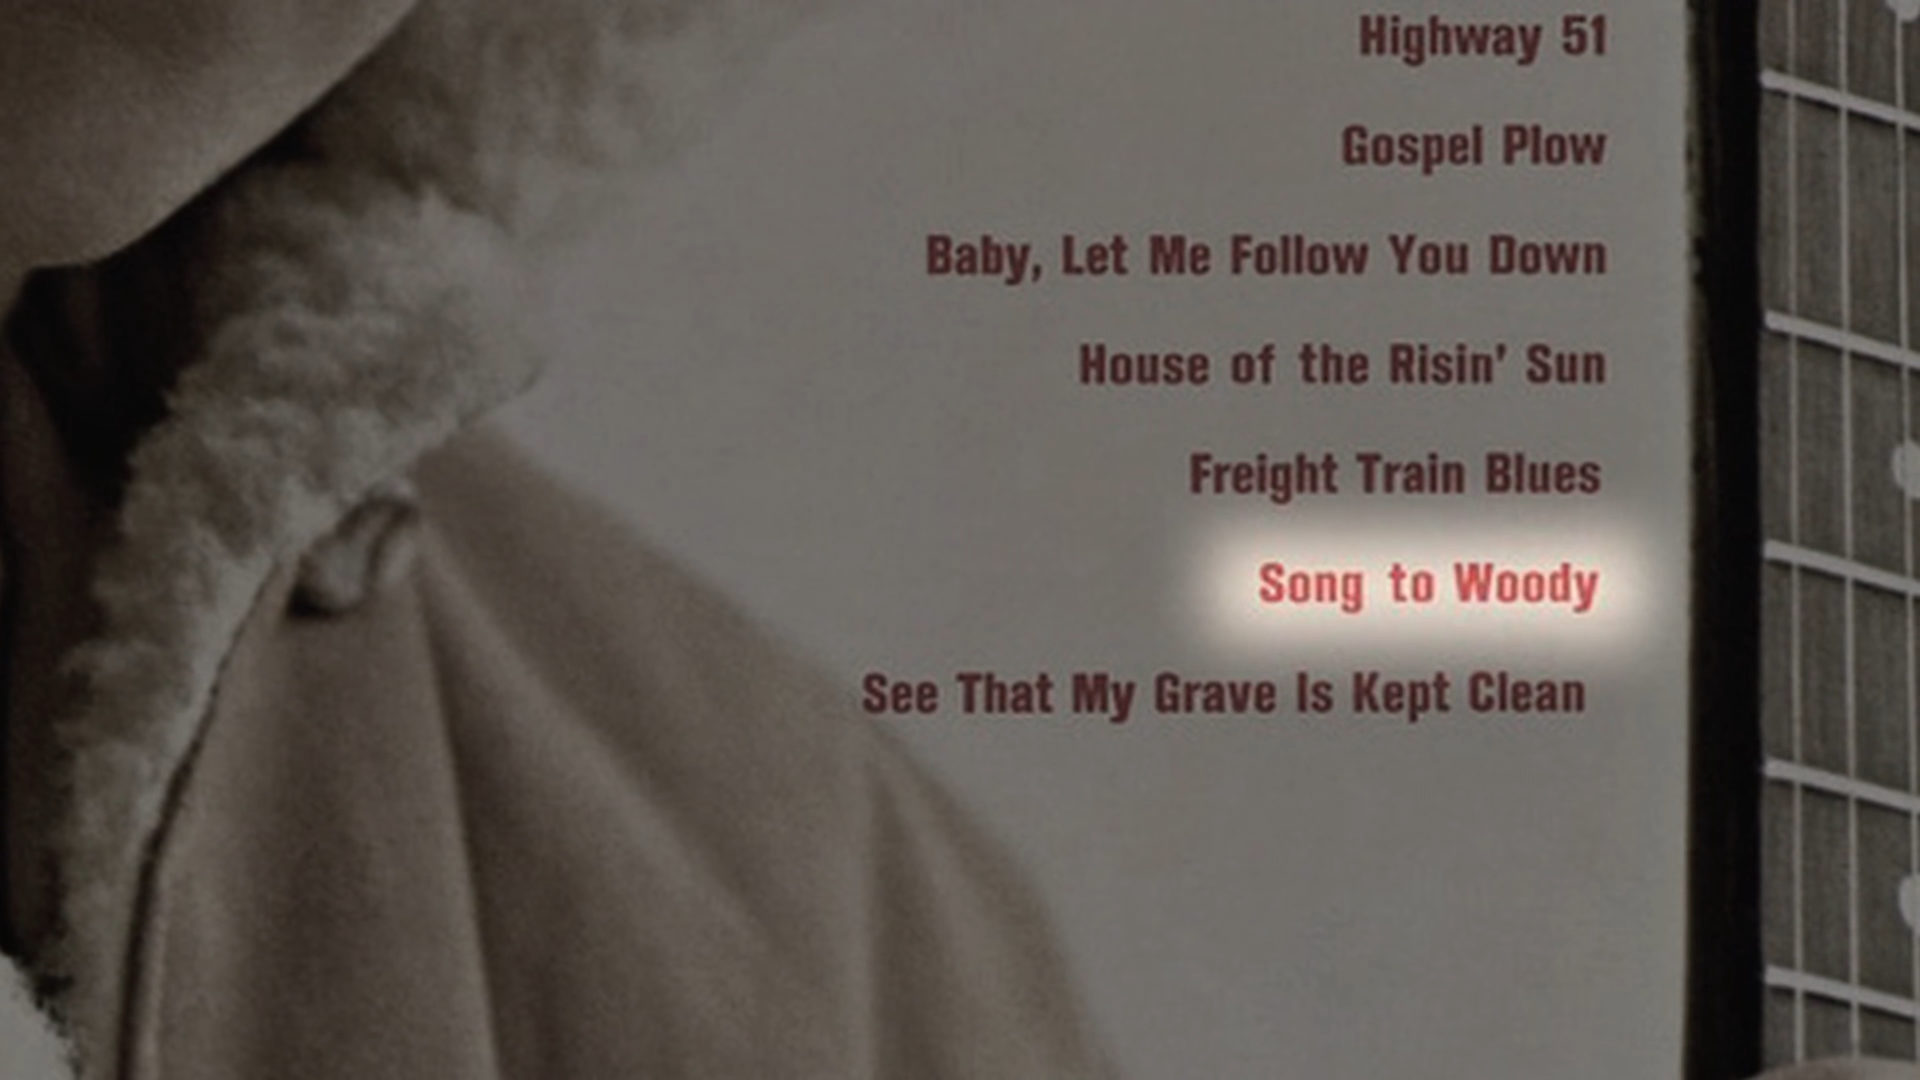 Highway 51
Gospel Plow
Baby, Let Me Follow You Down
House of the Risin' Sun
Freight Train Blues
Song to Woody
See That My Grave Is Kept Clean